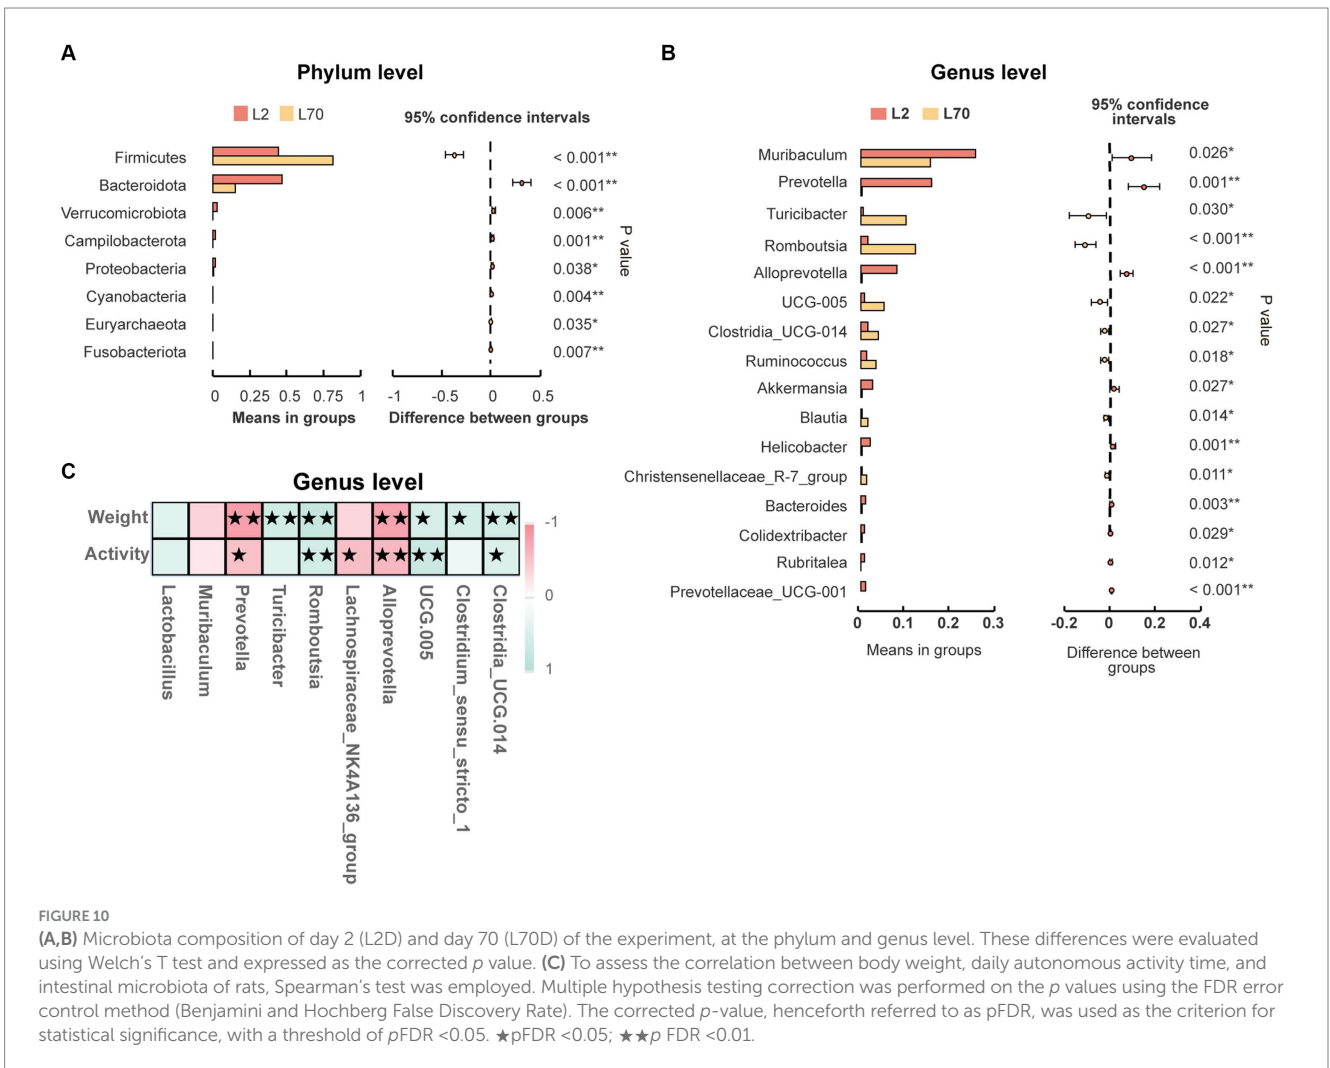 A
Phylum level
L2 L70
95% confidence intervals
Firmicutes < 0.001**
Bacteroidota < 0.001**
Verrucomicrobiota 0.006**
Campilobacterota 0.001**
Proteobacteria 0.038*
Cyanobacteria 0.004**
Euryarchaeota 0.035*
Fusobacteriota 0.007**
P value
0 0.25 0.5 0.75 1 -1 -0.5 0 0.5
Means in groups Difference between groups
B
Genus level
L2 L70
95% confidence
intervals
Muribaculum 0.026*
Prevotella 0.001**
Turicibacter 0.030*
Romboutsia < 0.001**
Alloprevotella < 0.001**
UCG-005 0.022*
Clostridia_UCG-014 0.027*
Ruminococcus 0.018*
Akkermansia 0.027*
Blautia 0.014*
Helicobacter 0.001**
Christensenellaceae_R-7_group 0.011*
Bacteroides 0.003**
Colidextribacter 0.029*
Rubritalea 0.012*
Prevotellaceae_UCG-001 < 0.001**
P value
0 0.1 0.2 0.3 -0.2 0 0.2 0.4
Means in groups Difference between
groups
C
Genus level
Weight ★★ ★★ ★★ ★★ ★ ★ ★★
Activity ★ ★★ ★ ★★ ★★ ★
-1
0
1
Lactobacillus
Muribaculum
Prevotella
Turicibacter
Romboutsia
Lachnospiraceae_NK4A136_group
Alloprevotella
UCG.005
Clostridium_sensu_stricto_1
Clostridia_UCG.014
FIGURE 10
(A,B) Microbiota composition of day 2 (L2D) and day 70 (L70D) of the experiment, at the phylum and genus level. These differences were evaluated
using Welch's T test and expressed as the corrected p value. (C) To assess the correlation between body weight, daily autonomous activity time, and
intestinal microbiota of rats, Spearman's test was employed. Multiple hypothesis testing correction was performed on the p values using the FDR error
control method (Benjamini and Hochberg False Discovery Rate). The corrected p-value, henceforth referred to as pFDR, was used as the criterion for
statistical significance, with a threshold of pFDR <0.05. ★pFDR <0.05; ★★p FDR <0.01.